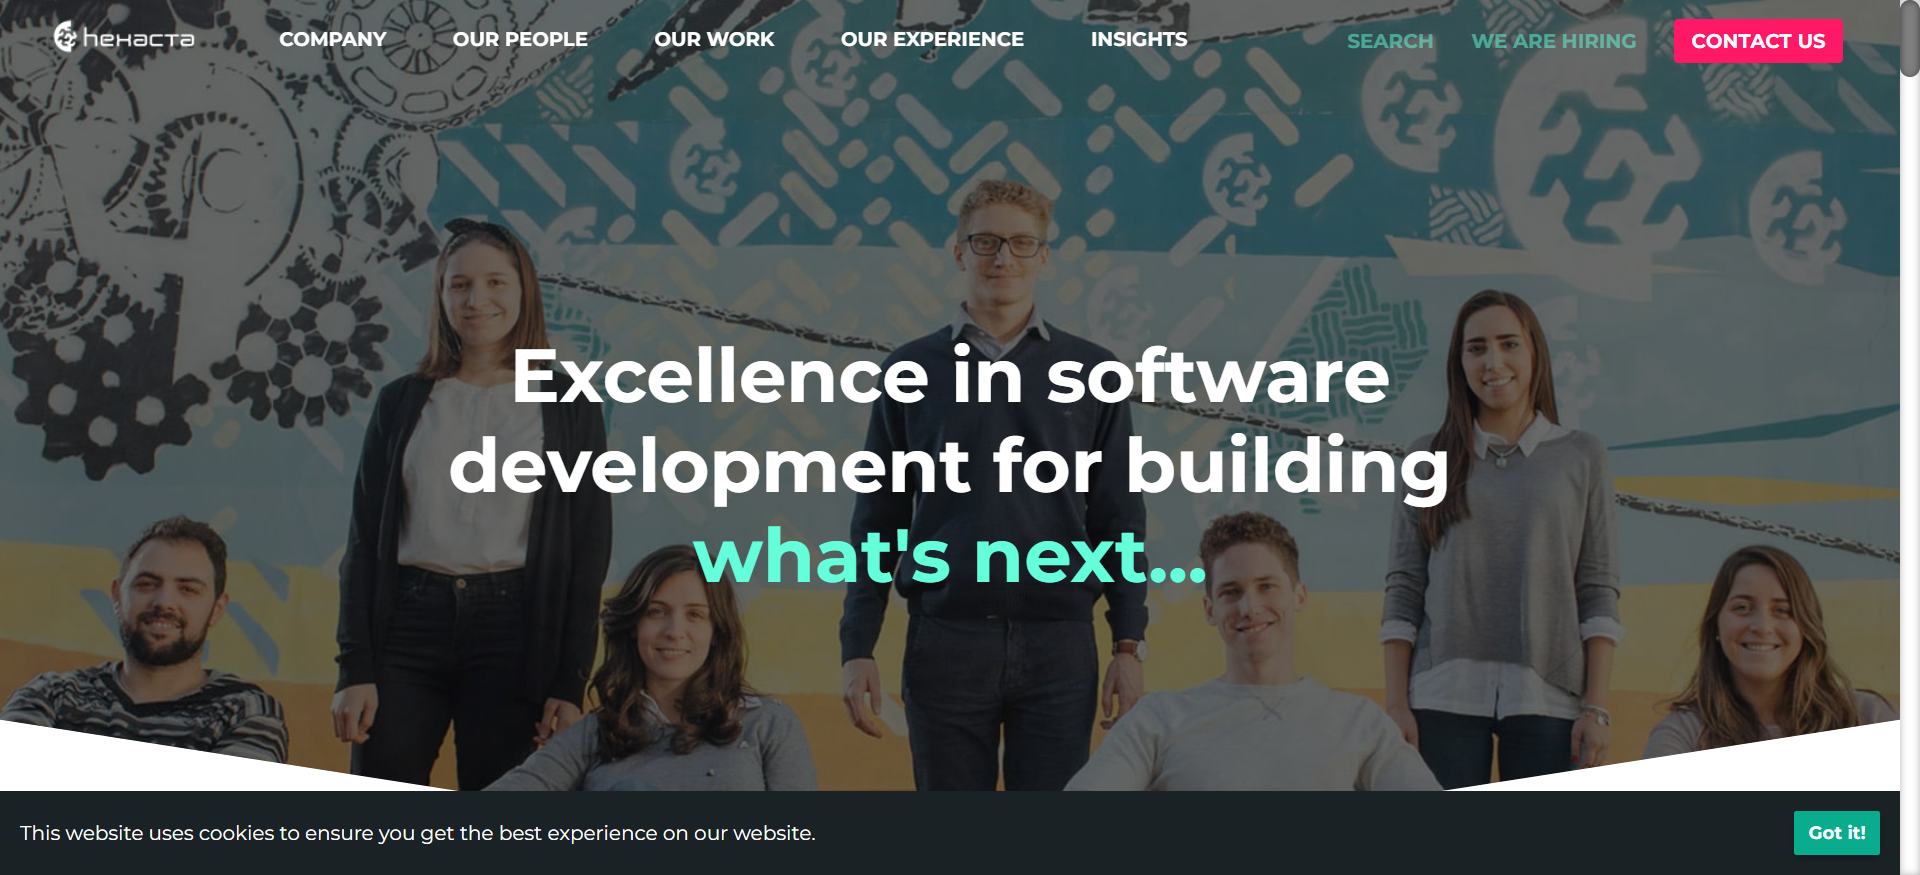 hexacta
COMPANY
OUR PEOPLE
OUR WORK
OUR EXPERIENCE
INSIGHTS
SEARCH
WE ARE HIRING
CONTACT US
Excellence in software
development for building
what's next...
This website uses cookies to ensure you get the best experience on our website.
Got it!